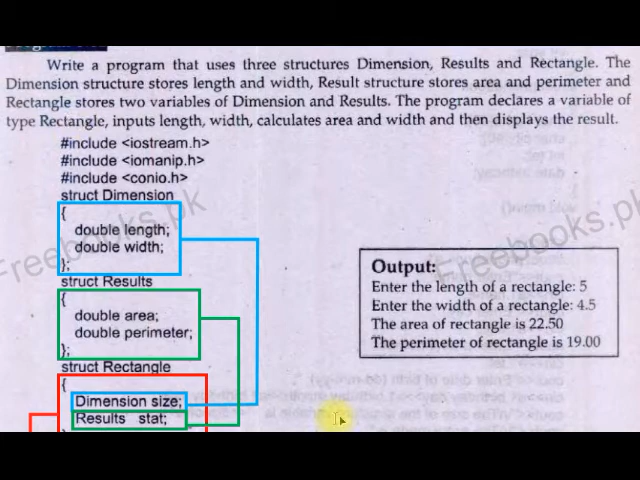 Write a program that uses three structures Dimension, Results and Rectangle. The
Dimension structure stores length and width, Result structure stores area and perimeter and
Rectangle stores two variables of Dimension and Results. The program declares a variable of
type Rectangle, inputs length, width, calculates area and width and then displays the result.
#include <iostream.h>
#include <iomanip.h>
#include <conio.h>
struct Dimension
{
double length;
double width;
};
struct Results
{
double area;
double perimeter;
};
struct Rectangle
{
Dimension size;
Results stat;
Output:
Enter the length of a rectangle: 5
Enter the width of a rectangle: 4.5
The area of rectangle is 22.50
The perimeter of rectangle is 19.00
Freebooks.pk
Freebooks.pk